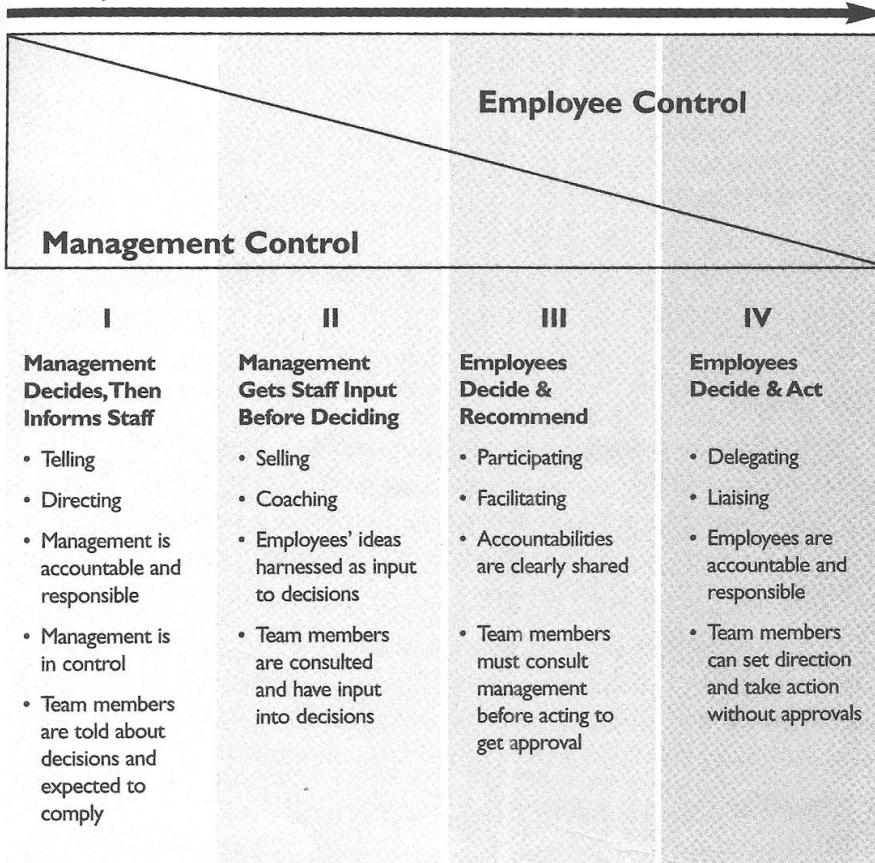 Employee Control
Management Control
I
Management
Decides, Then
Informs Staff
• Telling
• Directing
• Management is
accountable and
responsible
• Management is
in control
• Team members
are told about
decisions and
expected to
comply
II
Management
Gets Staff Input
Before Deciding
• Selling
• Coaching
• Employees’ ideas
harnessed as input
to decisions
• Team members
are consulted
and have input
into decisions
III
Employees
Decide &
Recommend
• Participating
• Facilitating
• Accountabilities
are clearly shared
• Team members
must consult
management
before acting to
get approval
IV
Employees
Decide & Act
• Delegating
• Liaising
• Employees are
accountable and
responsible
• Team members
can set direction
and take action
without approvals